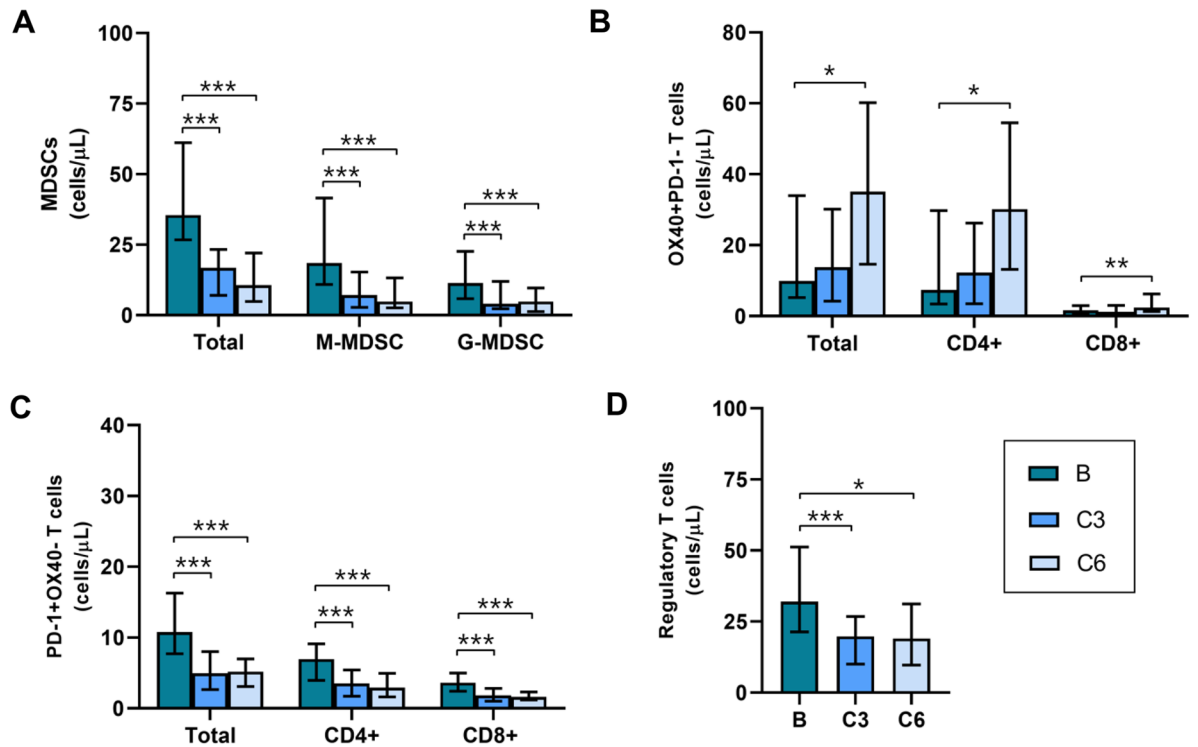 A
MDSCs
(cells/μL)
100
75
50
25
0
***
***
***
***
***
***
Total
M-MDSC
G-MDSC
B
OX40+PD-1- T cells
(cells/μL)
80
60
40
20
0
*
*
**
Total
CD4+
CD8+
C
PD-1+OX40- T cells
(cells/μL)
40
30
20
10
0
***
***
***
***
***
***
Total
CD4+
CD8+
D
Regulatory T cells
(cells/μL)
100
75
50
25
0
*
***
B
C3
C6
B
C3
C6